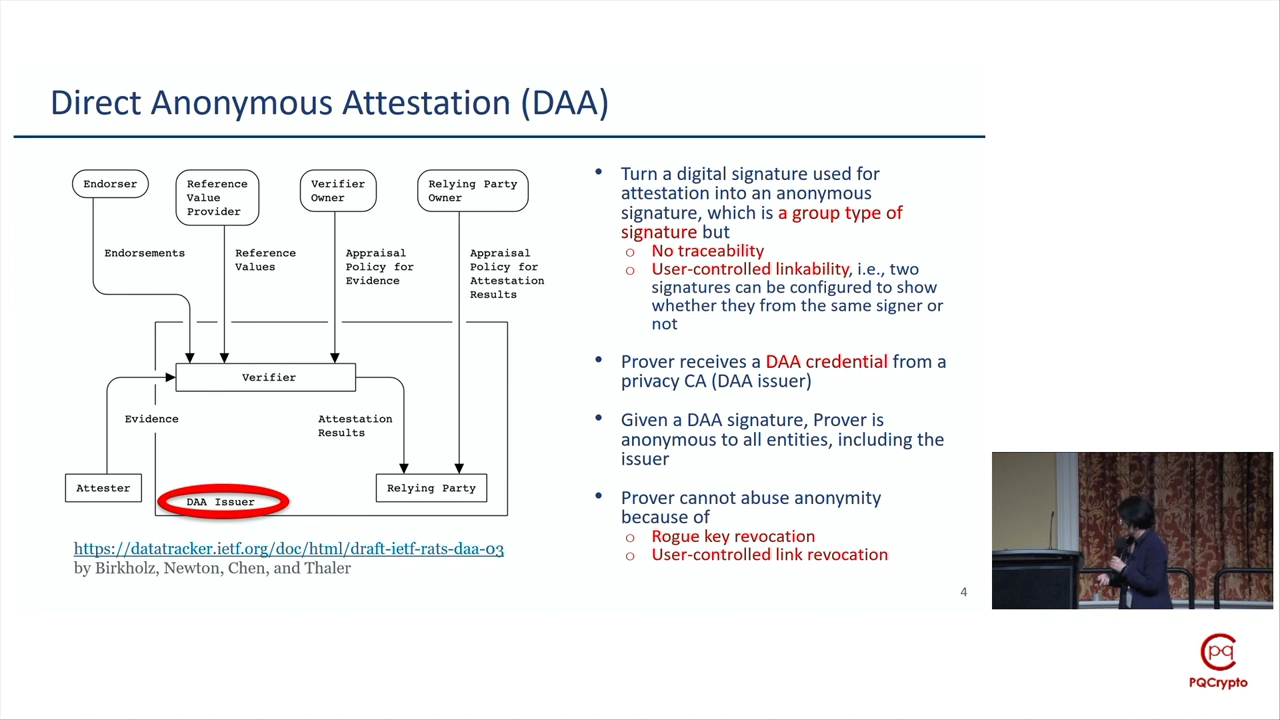 Direct Anonymous Attestation (DAA)
Endorser
Reference
Value
Provider
Verifier
Owner
Relying Party
Owner
Endorsements
Reference
Values
Appraisal
Policy for
Evidence
Appraisal
Policy for
Attestation
Results
Verifier
Evidence
Attestation
Results
Attester
DAA Issuer
Relying Party
https://datatracker.ietf.org/doc/html/draft-ietf-rats-daa-03
by Birkholz, Newton, Chen, and Thaler
• Turn a digital signature used for
attestation into an anonymous
signature, which is a group type of
signature but
o No traceability
o User-controlled linkability, i.e., two
signatures can be configured to show
whether they from the same signer or
not
• Prover receives a DAA credential from a
privacy CA (DAA issuer)
• Given a DAA signature, Prover is
anonymous to all entities, including the
issuer
• Prover cannot abuse anonymity
because of
o Rogue key revocation
o User-controlled link revocation
4
pq
PQCrypto